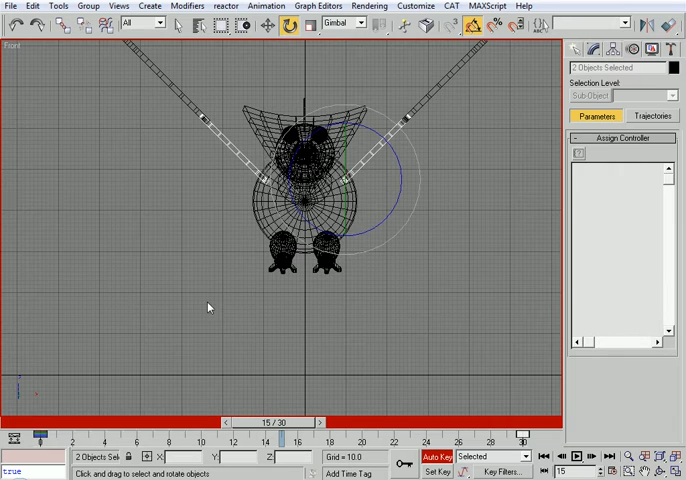 File Edit Tools Group Views Create Modifiers reactor Animation Graph Editors Rendering Customize CAT MAXScript Help
All Gimbal
Front
2 Objects Selected
Selection Level:
Sub-Object
Parameters Trajectories
- Assign Controller
< 15 / 30 >
0 2 4 6 8 10 12 14 16 18 20 22 24 26 28 30
2 Objects Sel X: Y: Z: Grid = 10.0 Auto Key Selected
true Click and drag to select and rotate objects Add Time Tag Set Key Key Filters... 15